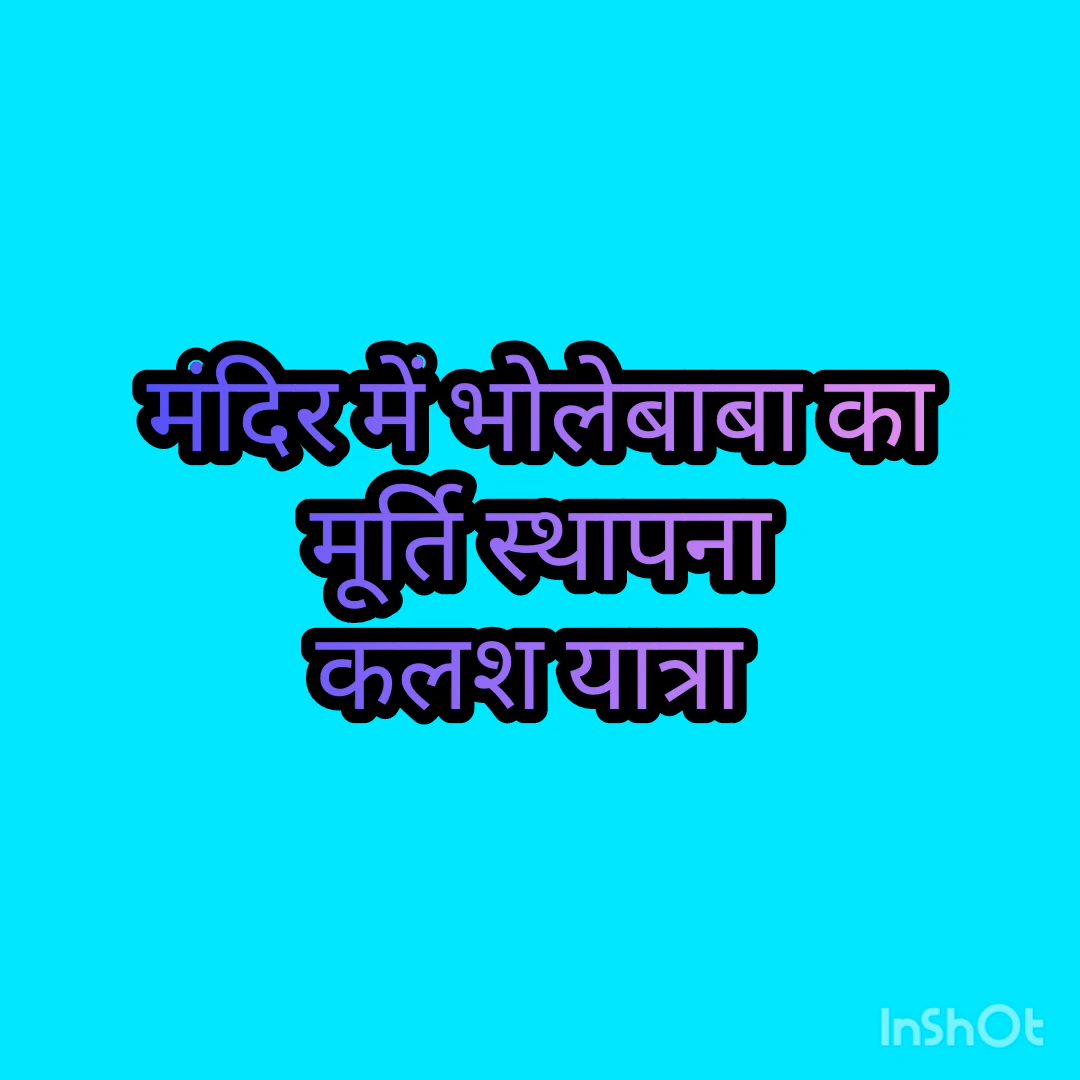 मंदिर में भोलेबाबा का
मूर्ति स्थापना
कलश यात्रा
InShOt